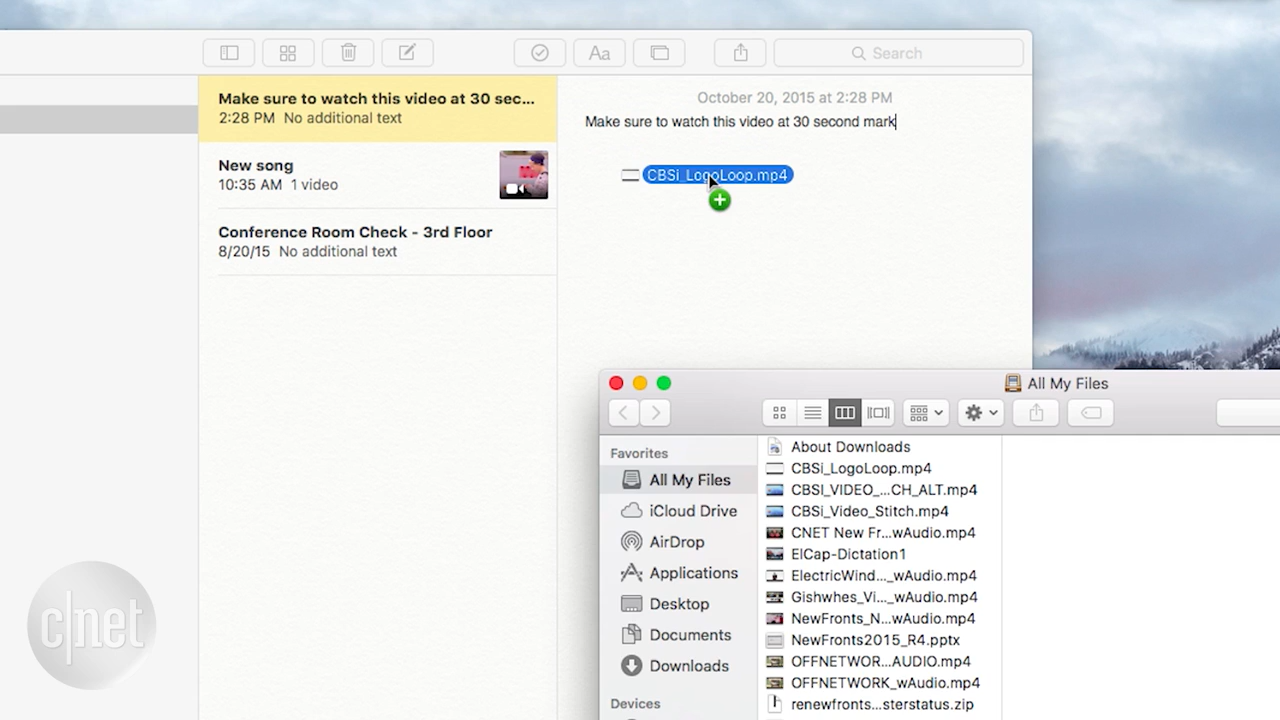 Aa
Search
Make sure to watch this video at 30 sec...
2:28 PM No additional text
New song
10:35 AM 1 video
Conference Room Check - 3rd Floor
8/20/15 No additional text
October 20, 2015 at 2:28 PM
Make sure to watch this video at 30 second mark
CBSi_LogoLoop.mp4
All My Files
Favorites
All My Files
iCloud Drive
AirDrop
Applications
Desktop
Documents
Downloads
Devices
About Downloads
CBSi_LogoLoop.mp4
CBSI_VIDEO_...CH_ALT.mp4
CBSi_Video_Stitch.mp4
CNET New Fr...wAudio.mp4
ElCap-Dictation1
ElectricWind..._wAudio.mp4
Gishwhes_Vi..._wAudio.mp4
NewFronts_N...wAudio.mp4
NewFronts2015_R4.pptx
OFFNETWOR...AUDIO.mp4
OFFNETWORK_wAudio.mp4
renewfronts...sterstatus.zip
c|net